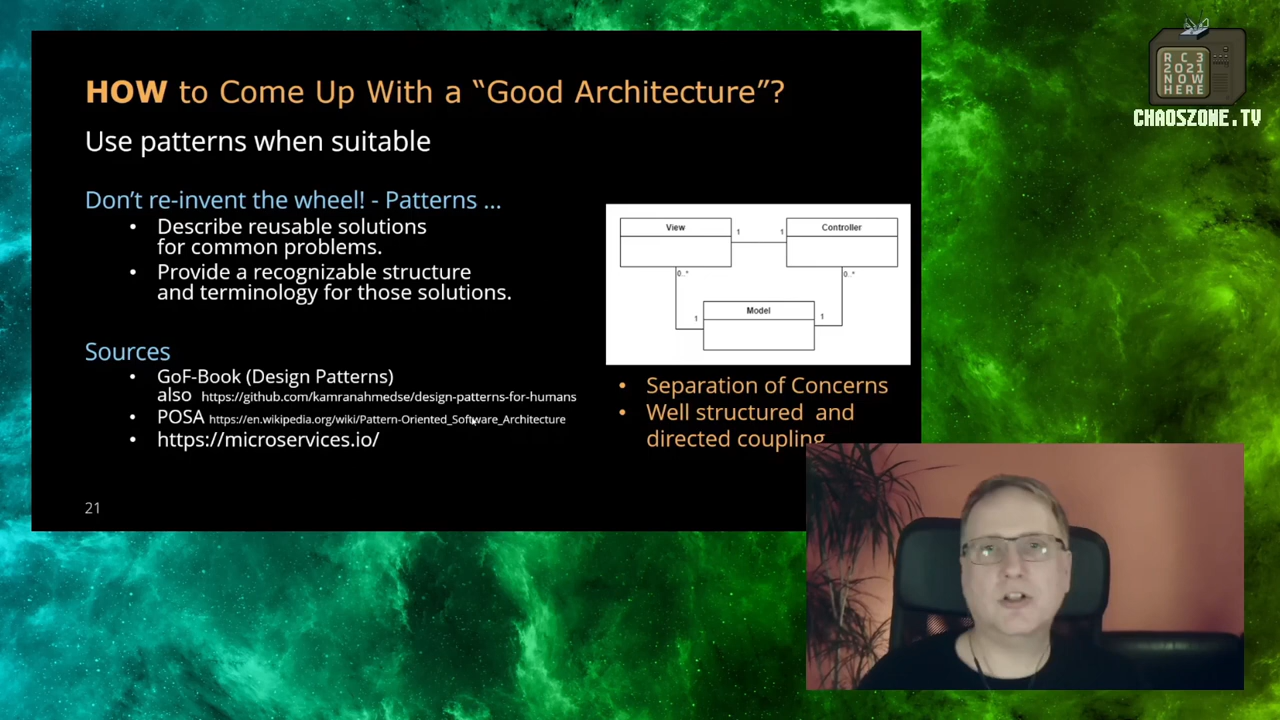 HOW to Come Up With a “Good Architecture”?
Use patterns when suitable
Don’t re-invent the wheel! - Patterns ...
• Describe reusable solutions
for common problems.
• Provide a recognizable structure
and terminology for those solutions.
Sources
• GoF-Book (Design Patterns)
also https://github.com/kamranahmedse/design-patterns-for-humans
• POSA https://en.wikipedia.org/wiki/Pattern-Oriented_Software_Architecture
• https://microservices.io/
21
View
1
1
Controller
0..*
0..*
Model
1
1
• Separation of Concerns
• Well structured and
directed coupling
RC3
2021
NOW
HERE
CHAOSZONE.TV